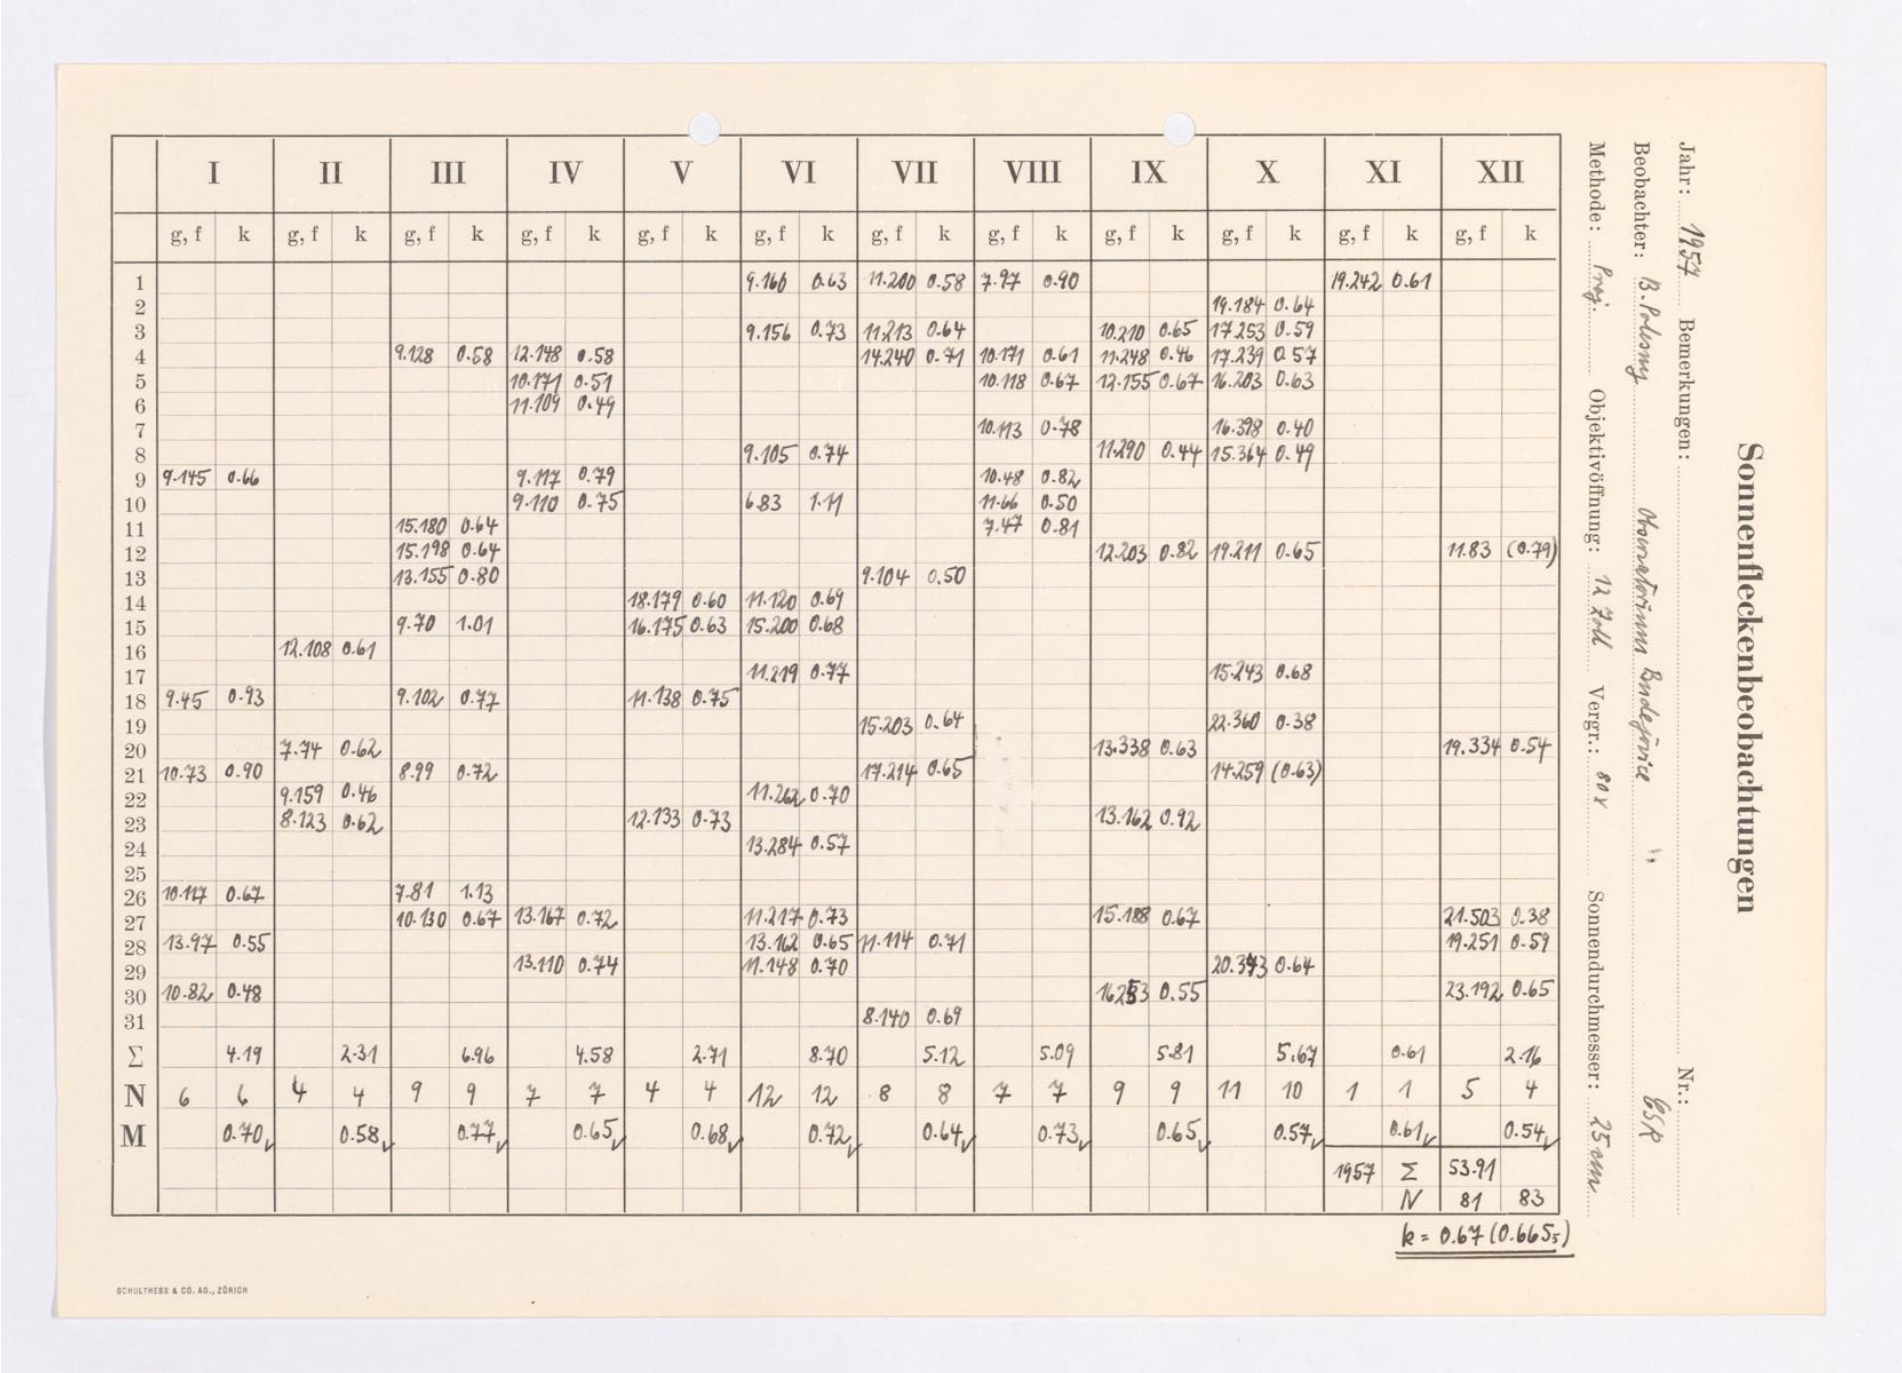 Sonnenfleckenbeobachtungen
Jahr: 1957 Bemerkungen: Nr.:
Beobachter: B. Polesny Observatorium Budejovice ČSR
Methode: Proj. Objektivöffnung: 12 Zoll Vergr.: 80x Sonnendurchmesser: 25 cm
I II III IV V VI VII VIII IX X XI XII
g, f k g, f k g, f k g, f k g, f k g, f k g, f k g, f k g, f k g, f k g, f k g, f k
1 9.160 0.63 11.200 0.58 7.97 0.90 19.242 0.61
2 19.184 0.64
3 9.156 0.73 11.213 0.64 10.210 0.65 17.253 0.59
4 9.128 0.58 12.148 0.58 14.240 0.71 10.171 0.61 11.248 0.46 17.239 0.57
5 10.171 0.51 10.118 0.67 12.155 0.67 16.203 0.63
6 11.109 0.49
7 10.113 0.78 16.398 0.40
8 9.105 0.74 11.290 0.44 15.364 0.49
9 9.145 0.66 9.117 0.79 10.48 0.82
10 9.110 0.75 6.83 1.11 11.66 0.50
11 15.180 0.64 7.47 0.81
12 15.198 0.64 12.203 0.82 19.211 0.65 11.83 (0.79)
13 13.155 0.80 9.104 0.50
14 18.179 0.60 11.120 0.69
15 9.70 1.01 16.175 0.63 15.200 0.68
16 12.108 0.61
17 11.219 0.77 15.243 0.68
18 9.45 0.93 9.102 0.77 11.138 0.75
19 15.203 0.64 22.360 0.38
20 7.74 0.62 13.338 0.63 19.334 0.54
21 10.73 0.90 8.99 0.72 17.214 0.65 14.259 (0.63)
22 9.159 0.46 11.262 0.70
23 8.123 0.62 12.133 0.73 13.162 0.92
24 13.284 0.57
25
26 10.117 0.67 7.81 1.13
27 10.130 0.67 13.167 0.72 11.217 0.73 15.188 0.67 21.503 0.38
28 13.97 0.55 13.162 0.65 11.114 0.71 19.251 0.59
29 13.110 0.74 11.148 0.70 20.343 0.64
30 10.82 0.48 16.253 0.55 23.192 0.65
31 8.140 0.69
Σ 4.19 2.31 6.96 4.58 2.71 8.70 5.12 5.09 5.81 5.67 0.61 2.16
N 6 6 4 4 9 9 7 7 4 4 12 12 8 8 7 7 9 9 11 10 1 1 5 4
M 0.70 0.58 0.77 0.65 0.68 0.72 0.64 0.73 0.65 0.57 0.61 0.54
1957 Σ 53.91
N 81 83
k = 0.67 (0.6655)
SCHULTHESS & CO. AG., ZÜRICH